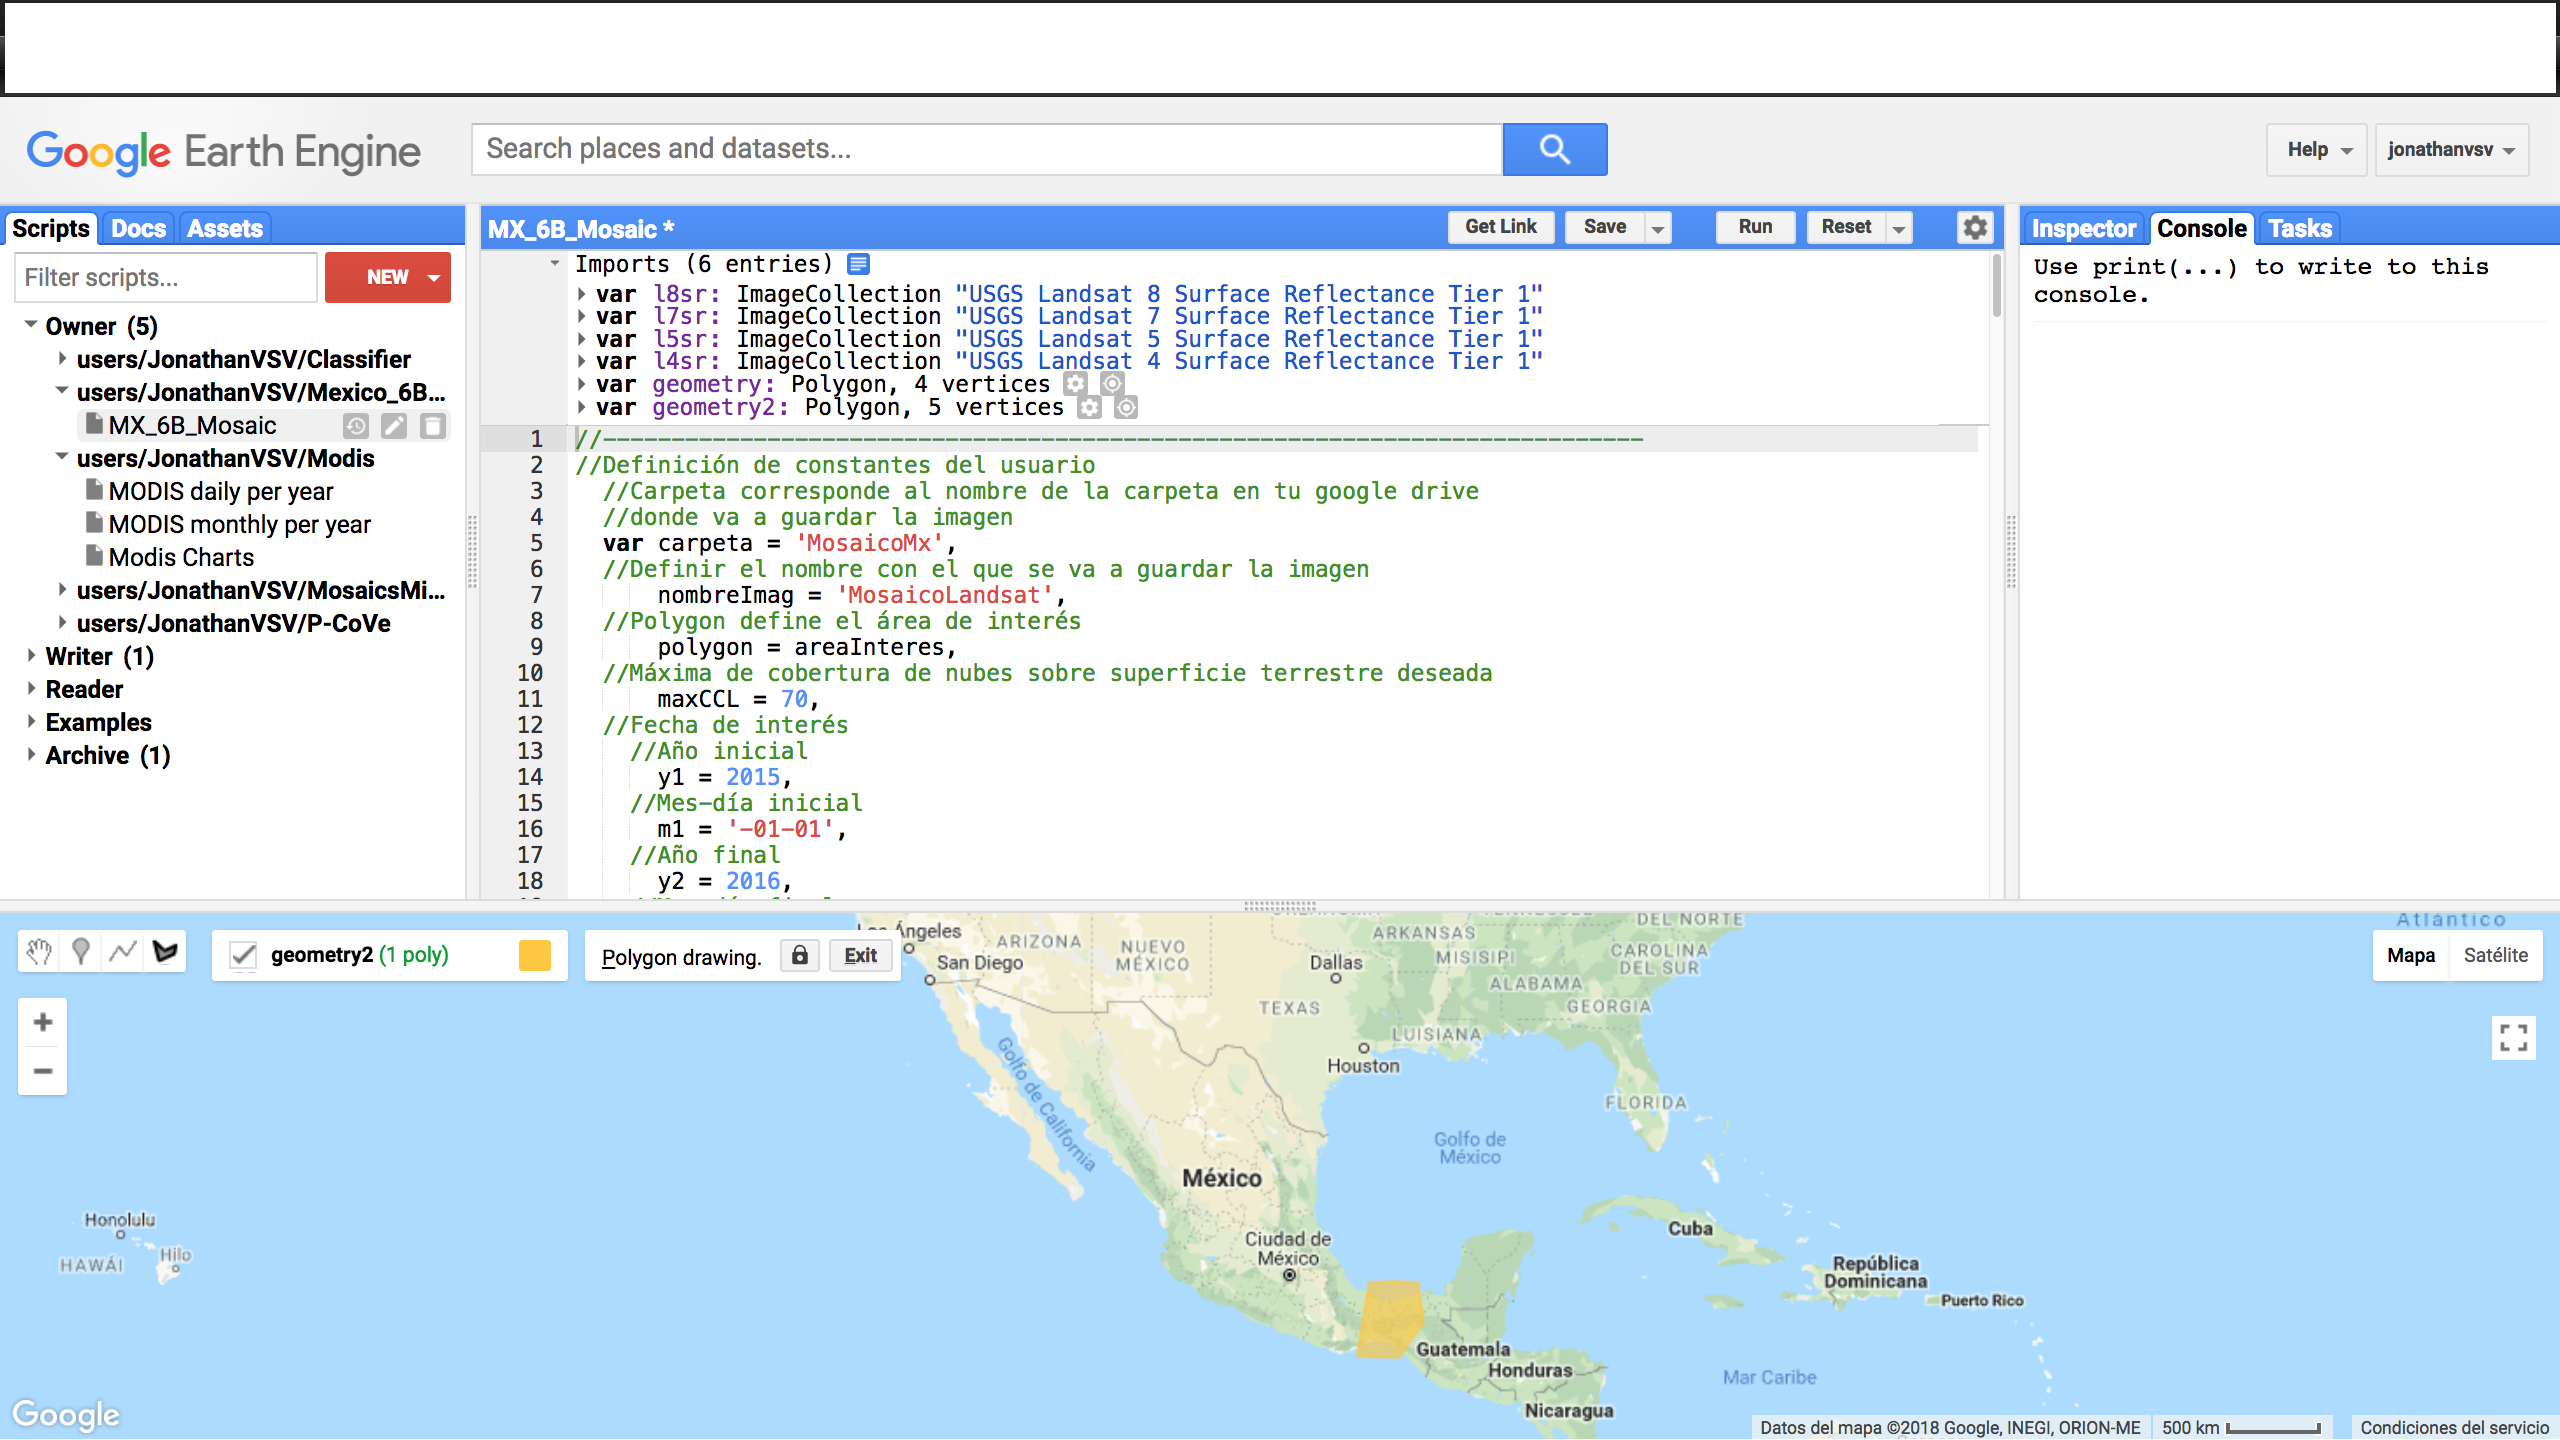 Google Earth Engine
Search places and datasets...
Help
jonathanvsv
Scripts
Docs
Assets
Filter scripts...
NEW
Owner (5)
users/JonathanVSV/Classifier
users/JonathanVSV/Mexico_6B...
MX_6B_Mosaic
users/JonathanVSV/Modis
MODIS daily per year
MODIS monthly per year
Modis Charts
users/JonathanVSV/MosaicsMi...
users/JonathanVSV/P-CoVe
Writer (1)
Reader
Examples
Archive (1)
MX_6B_Mosaic *
Get Link
Save
Run
Reset
Imports (6 entries)
var l8sr: ImageCollection "USGS Landsat 8 Surface Reflectance Tier 1"
var l7sr: ImageCollection "USGS Landsat 7 Surface Reflectance Tier 1"
var l5sr: ImageCollection "USGS Landsat 5 Surface Reflectance Tier 1"
var l4sr: ImageCollection "USGS Landsat 4 Surface Reflectance Tier 1"
var geometry: Polygon, 4 vertices
var geometry2: Polygon, 5 vertices
1 //----------------------------------------------------------------------------
2 //Definición de constantes del usuario
3 //Carpeta corresponde al nombre de la carpeta en tu google drive
4 //donde va a guardar la imagen
5 var carpeta = 'MosaicoMx',
6 //Definir el nombre con el que se va a guardar la imagen
7 nombreImag = 'MosaicoLandsat',
8 //Polygon define el área de interés
9 polygon = areaInteres,
10 //Máxima de cobertura de nubes sobre superficie terrestre deseada
11 maxCCL = 70,
12 //Fecha de interés
13 //Año inicial
14 y1 = 2015,
15 //Mes-día inicial
16 m1 = '-01-01',
17 //Año final
18 y2 = 2016,
Inspector
Console
Tasks
Use print(...) to write to this
console.
geometry2 (1 poly)
Polygon drawing.
Exit
Mapa
Satélite
Atlántico
DEL NORTE
Ángeles
ARIZONA
NUEVO
MÉXICO
ARKANSAS
MISISIPI
CAROLINA
DEL SUR
San Diego
Dallas
ALABAMA
TEXAS
GEORGIA
LUISIANA
Houston
FLORIDA
Golfo de California
Golfo de
México
México
Honolulu
HAWÁI
Hilo
Ciudad de
México
Cuba
República
Dominicana
Puerto Rico
Guatemala
Honduras
Mar Caribe
Nicaragua
Google
Datos del mapa ©2018 Google, INEGI, ORION-ME
500 km
Condiciones del servicio